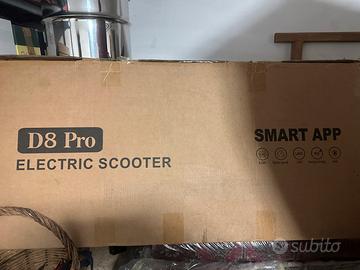 D8 Pro
ELECTRIC SCOOTER
SMART APP
subito